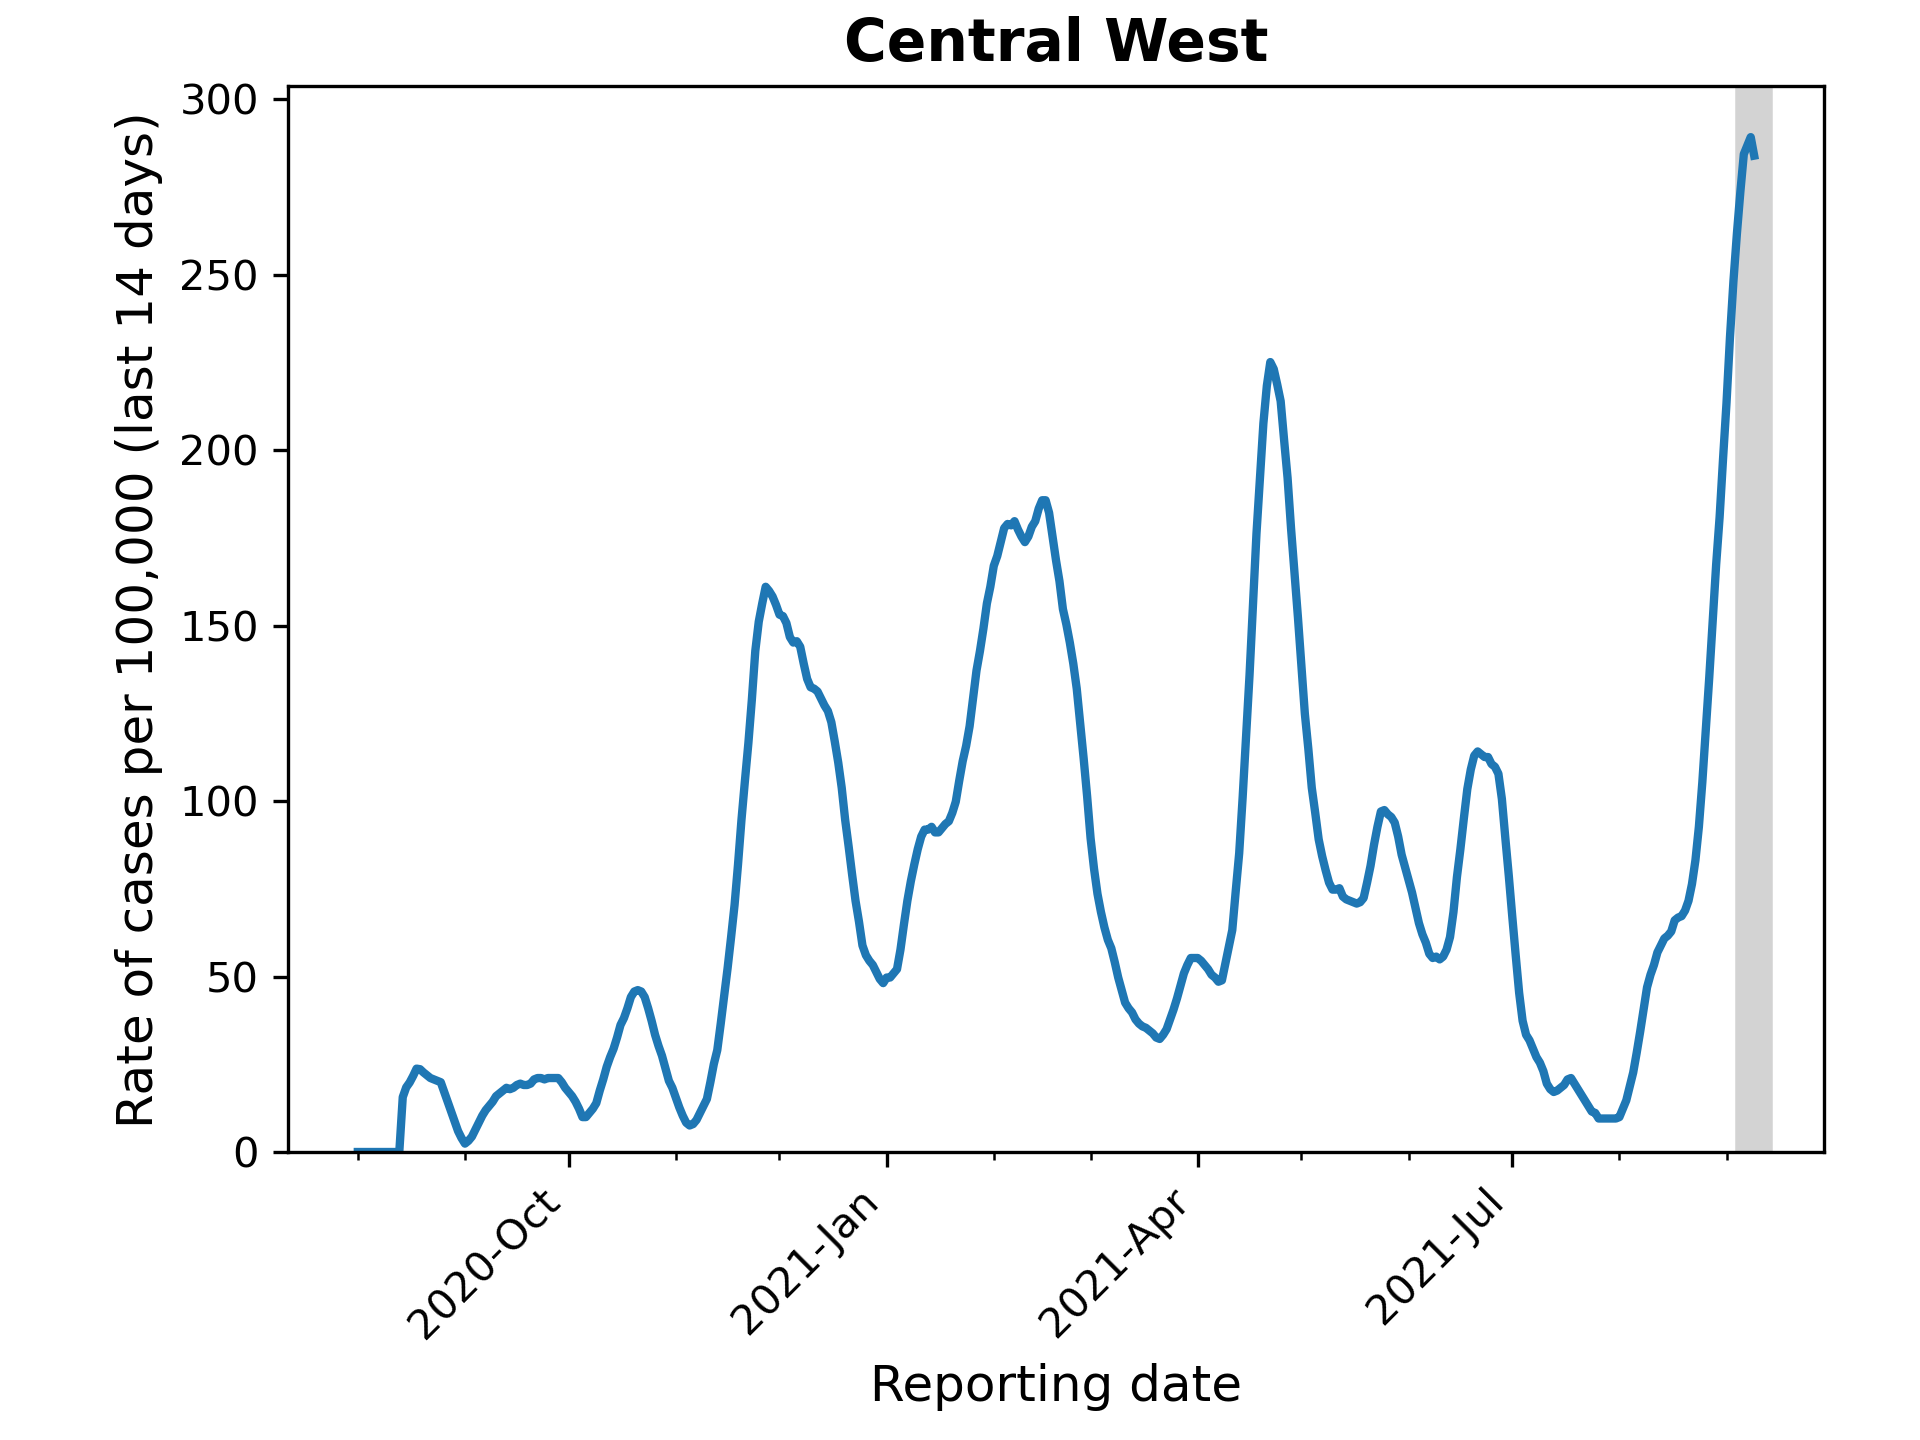 Central West
Rate of cases per 100,000 (last 14 days)
300
250
200
150
100
50
0
2020-Oct
2021-Jan
2021-Apr
2021-Jul
Reporting date